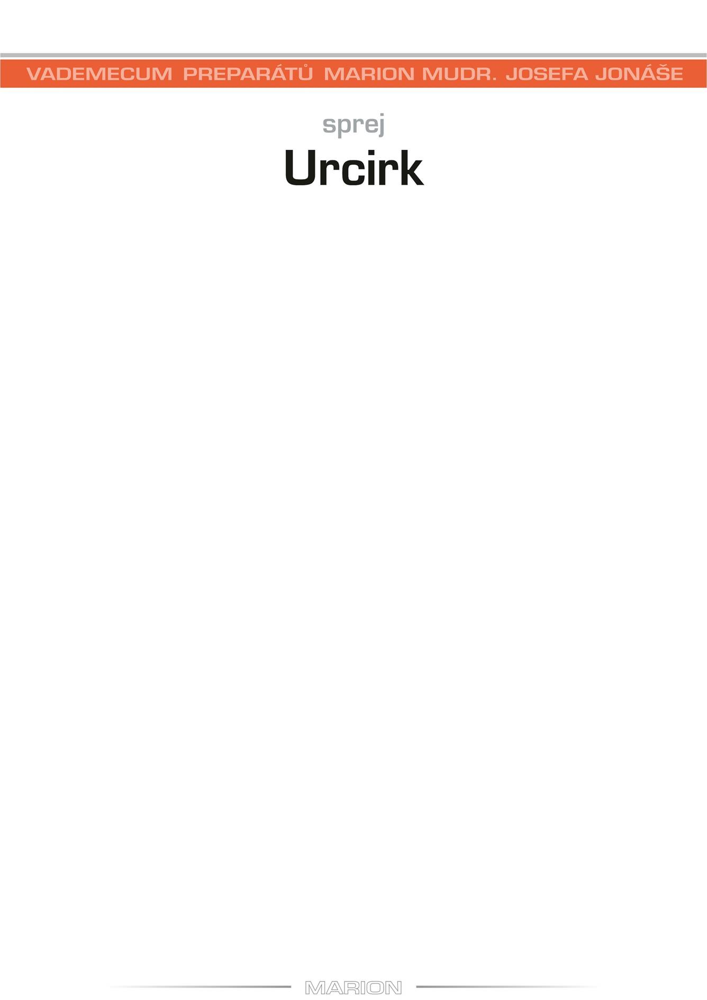 VADEMECUM PREPARÁTŮ MARION MUDR. JOSEFA JONÁŠE
sprej
Urcirk
MARION